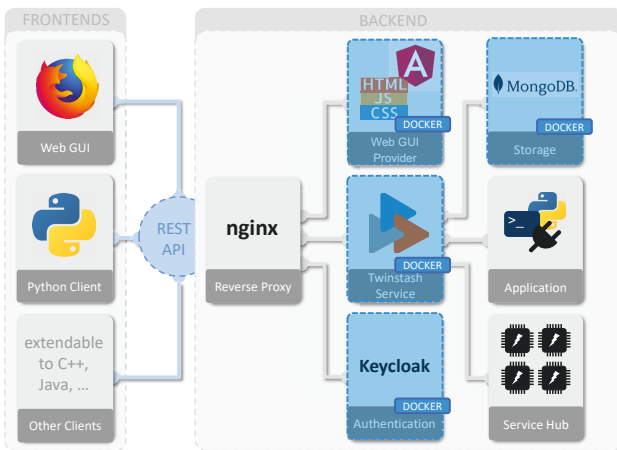 FRONTENDS
BACKEND
Web GUI
Python Client
extendable
to C++,
Java, ...
Other Clients
REST
API
nginx
Reverse Proxy
A
HTML
JS
CSS
DOCKER
Web GUI
Provider
MongoDB.
DOCKER
Storage
DOCKER
Twinstash
Service
>_
Application
Keycloak
DOCKER
Authentication
Service Hub